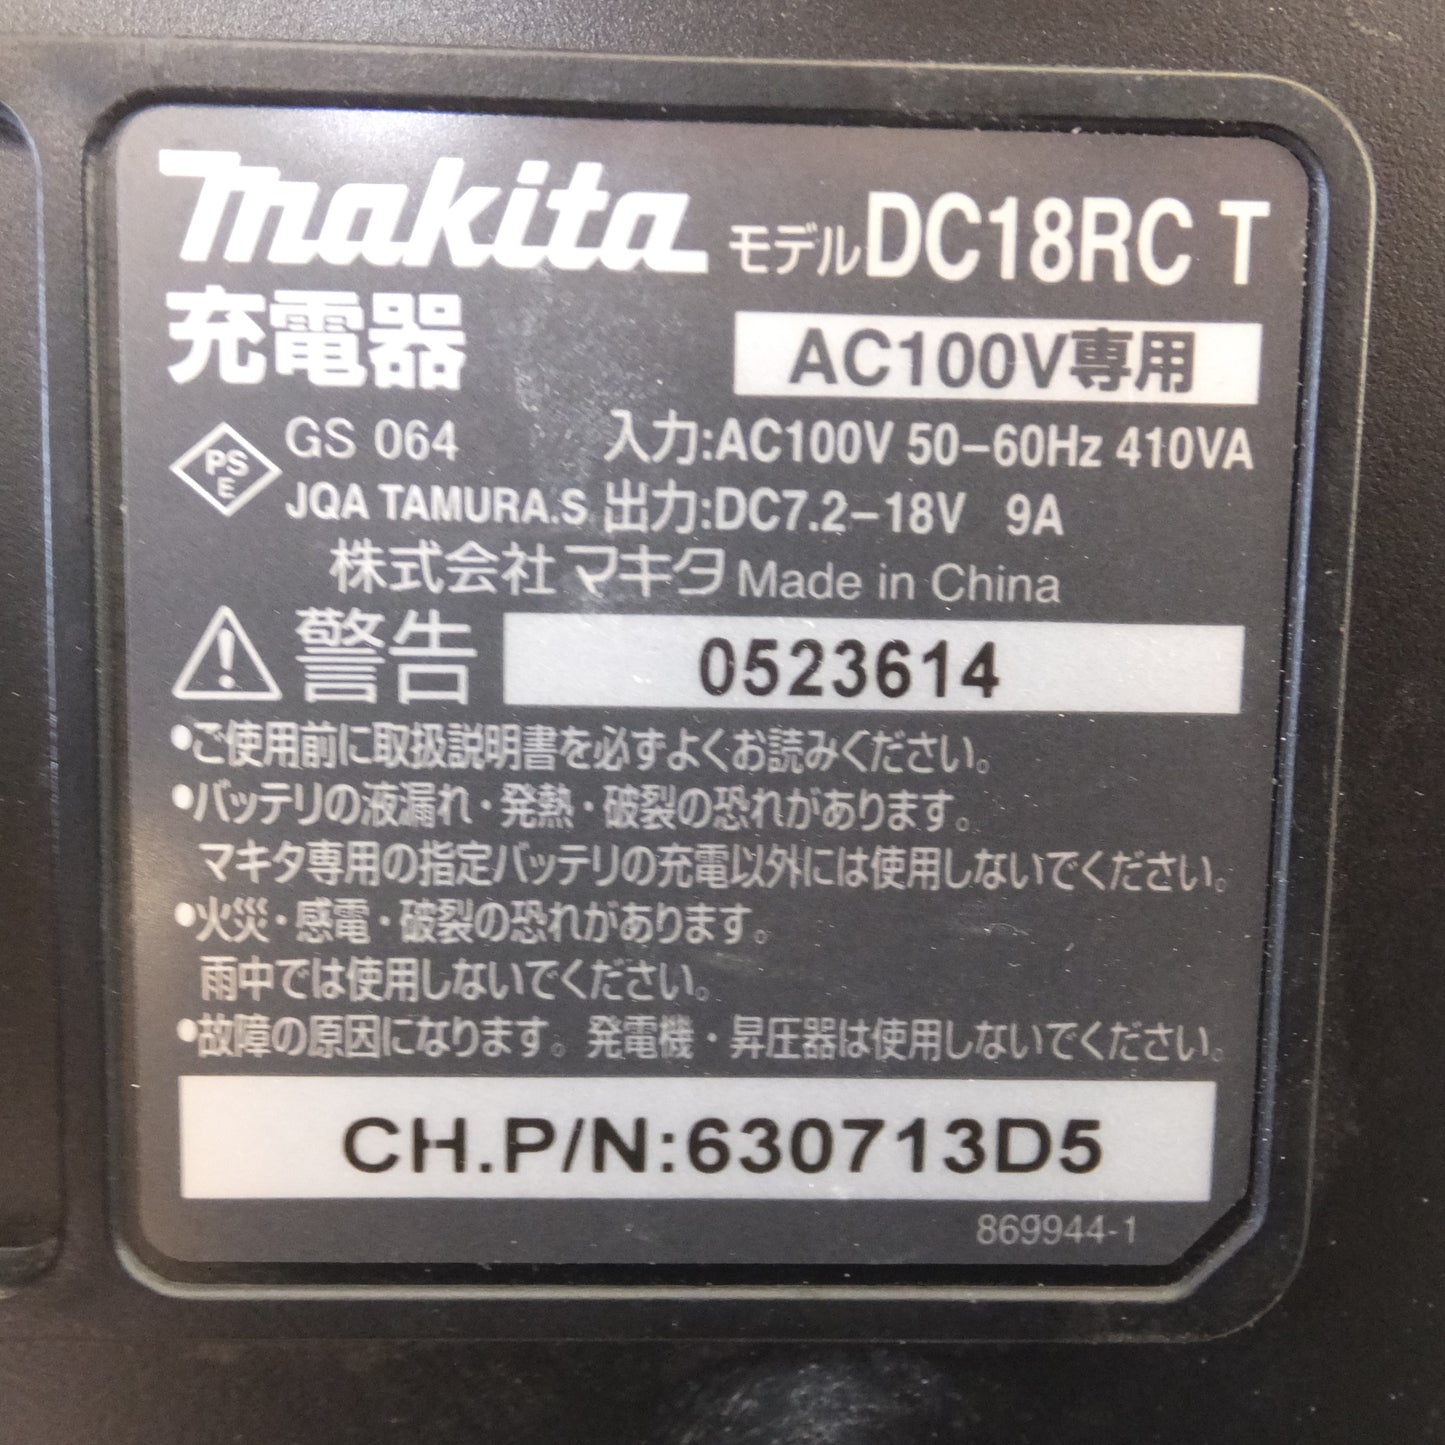 makita モデル DC18RC T
充電器 AC100V専用
PSE GS 064 入力:AC100V 50-60Hz 410VA
JQA TAMURA.S 出力:DC7.2-18V 9A
株式会社マキタ Made in China
警告 0523614
•ご使用前に取扱説明書を必ずよくお読みください。
•バッテリの液漏れ・発熱・破裂の恐れがあります。
マキタ専用の指定バッテリの充電以外には使用しないでください。
•火災・感電・破裂の恐れがあります。
雨中では使用しないでください。
•故障の原因になります。発電機・昇圧器は使用しないでください。
CH.P/N:630713D5
869944-1